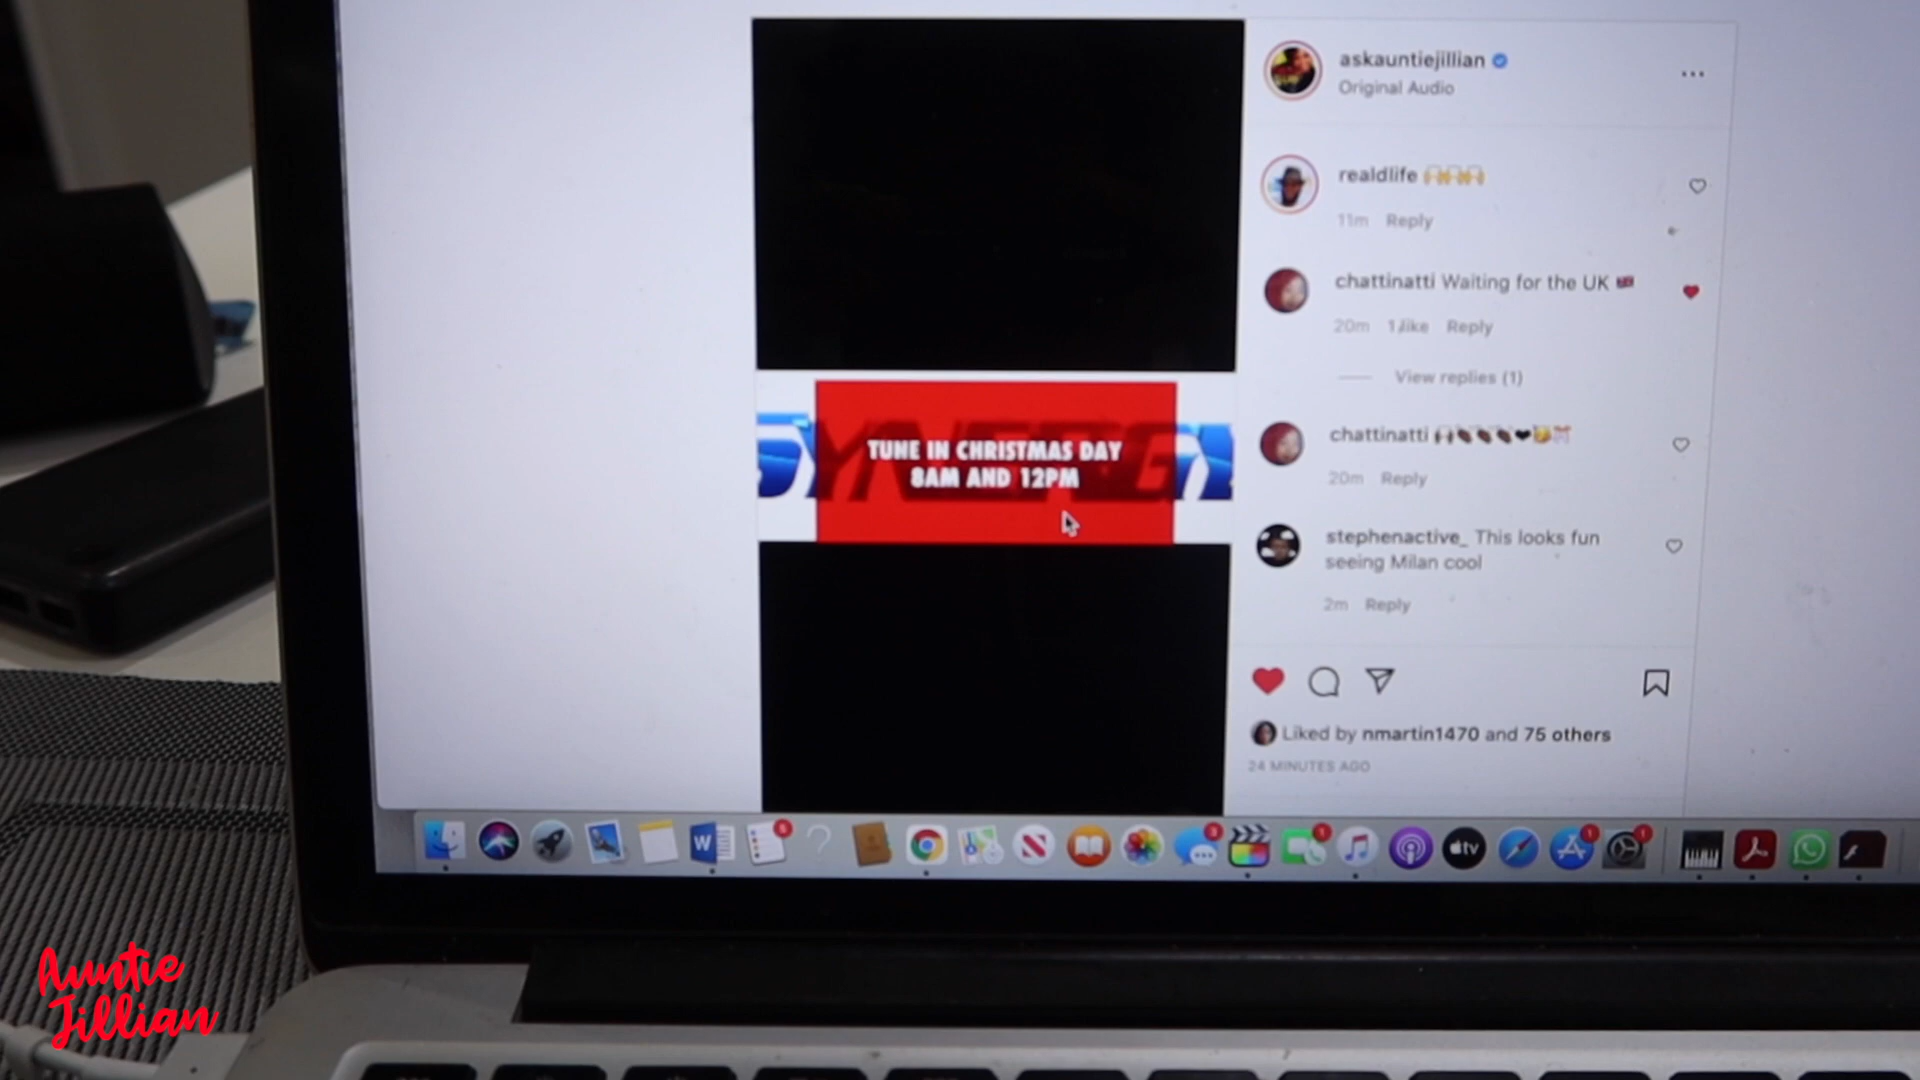 askauntiejillian
Original Audio
realdlife
11m Reply
chattinatti Waiting for the UK
20m 1 like Reply
View replies (1)
chattinatti
20m Reply
stephenactive_ This looks fun
seeing Milan cool
2m Reply
Liked by nmartin1470 and 75 others
24 MINUTES AGO
SYNERGY
TUNE IN CHRISTMAS DAY
8AM AND 12PM
tv
Auntie
Jillian